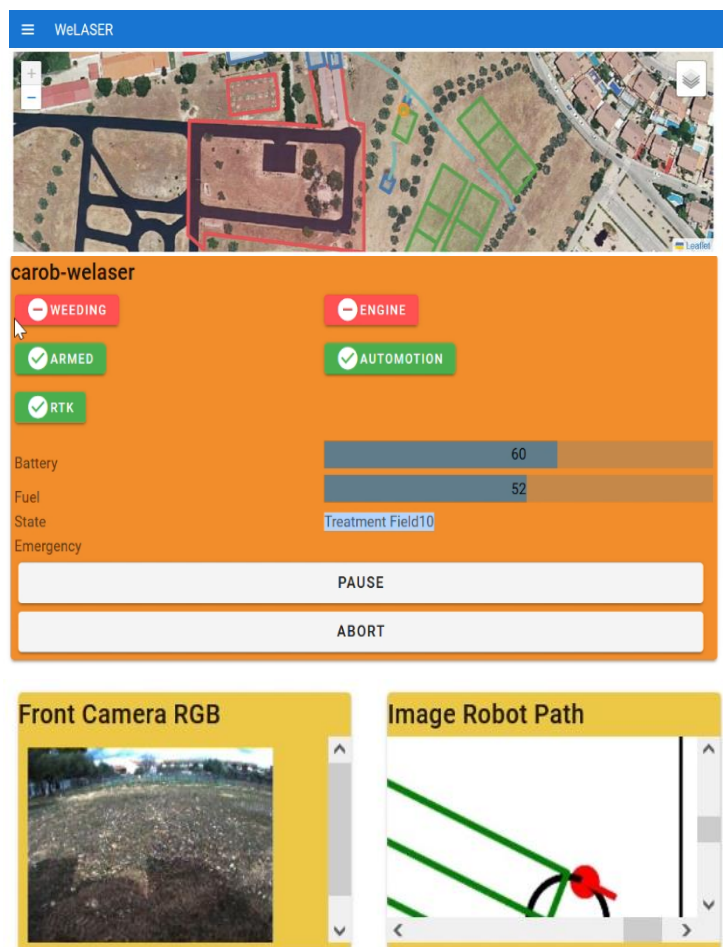 WeLASER
+
−
Leaflet
carob-welaser
WEEDING
ENGINE
ARMED
AUTOMOTION
RTK
Battery
60
Fuel
52
State
Treatment Field10
Emergency
PAUSE
ABORT
Front Camera RGB
Image Robot Path